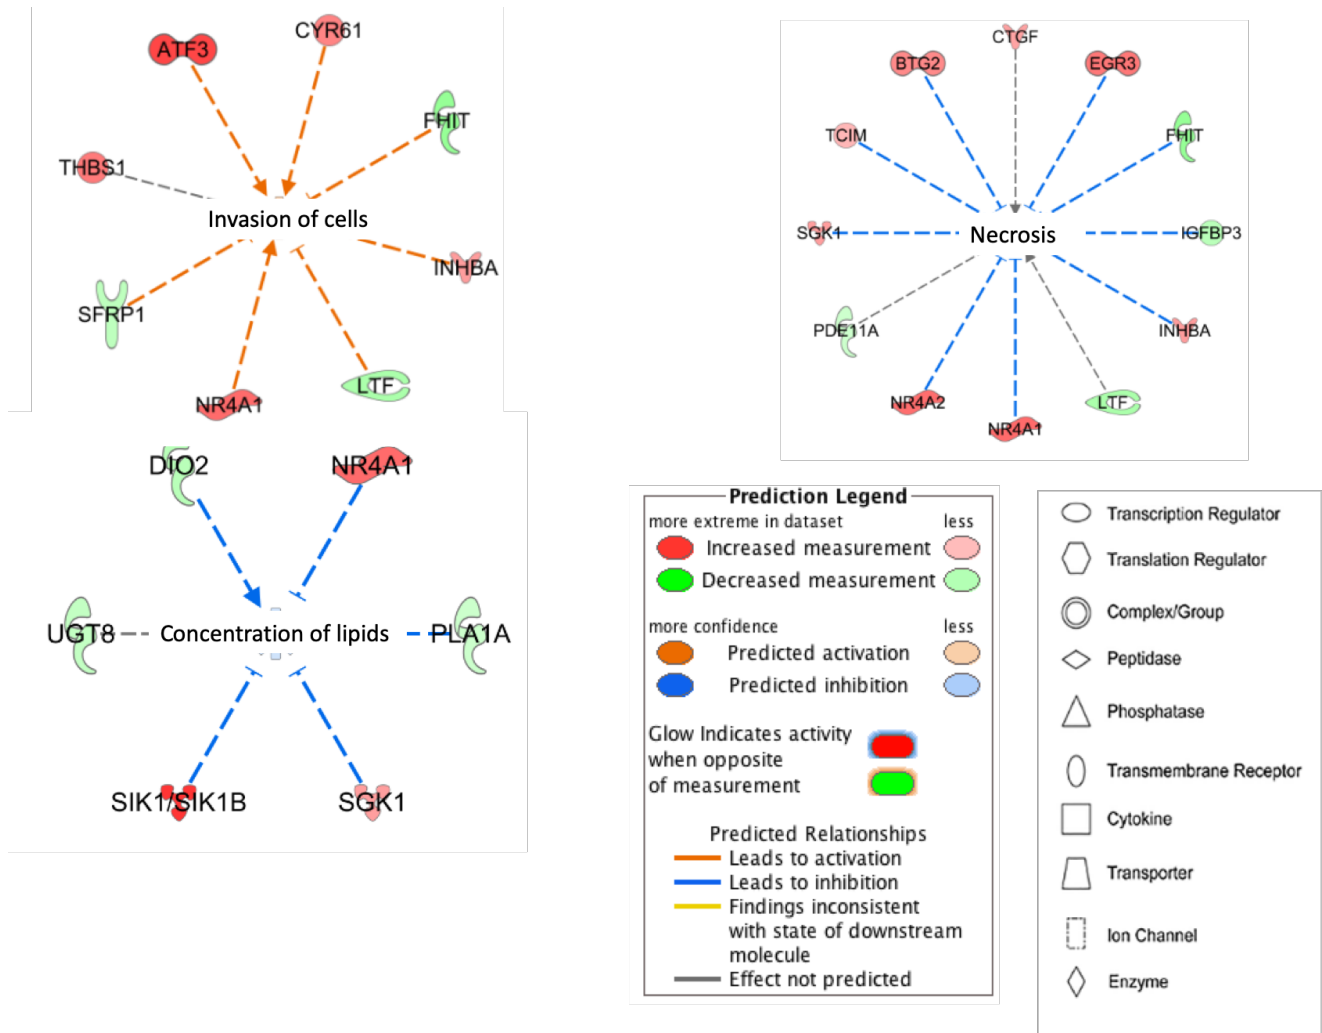 ATF3
CYR61
FHIT
THBS1
Invasion of cells
INHBA
SFRP1
LTF
NR4A1
CTGF
BTG2
EGR3
TCIM
FHIT
SGK1
Necrosis
IGFBP3
PDE11A
INHBA
NR4A2
LTF
NR4A1
DIO2
NR4A1
UGT8
Concentration of lipids
PLA1A
SIK1/SIK1B
SGK1
Prediction Legend
more extreme in dataset less
Increased measurement
Decreased measurement
more confidence less
Predicted activation
Predicted inhibition
Glow Indicates activity
when opposite
of measurement
Predicted Relationships
Leads to activation
Leads to inhibition
Findings inconsistent
with state of downstream
molecule
Effect not predicted
Transcription Regulator
Translation Regulator
Complex/Group
Peptidase
Phosphatase
Transmembrane Receptor
Cytokine
Transporter
Ion Channel
Enzyme